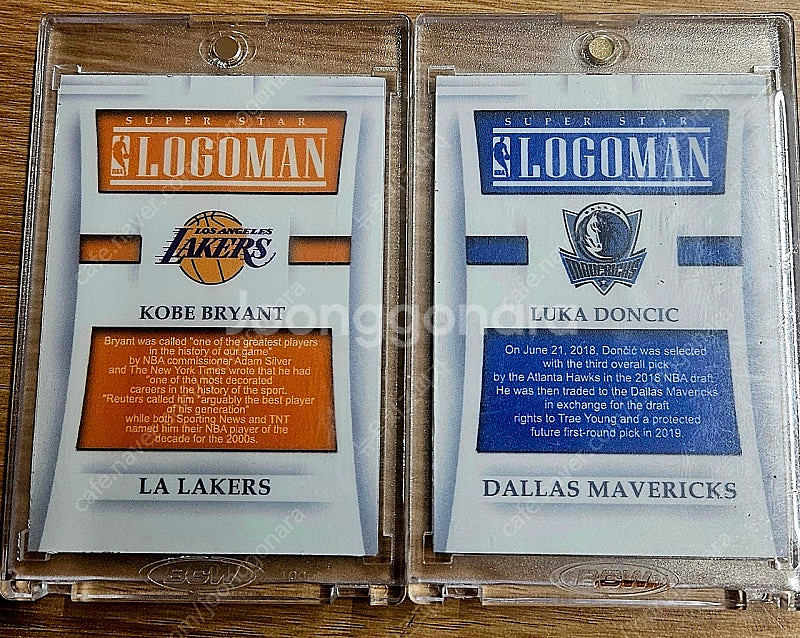 SUPER STAR
NBA LOGOMAN
LOS ANGELES
LAKERS
KOBE BRYANT
Bryant was called "one of the greatest players
in the history of our game"
by NBA commissioner Adam Silver
and The New York Times wrote that he had
"one of the most decorated
careers in the history of the sport.
"Reuters called him "arguably the best player
of his generation"
while both Sporting News and TNT
named him their NBA player of the
decade for the 2000s.
LA LAKERS
BCW
SUPER STAR
NBA LOGOMAN
MAVERICKS
LUKA DONCIC
On June 21, 2018, Dončić was selected
with the third overall pick
by the Atlanta Hawks in the 2018 NBA draft.
He was then traded to the Dallas Mavericks
in exchange for the draft
rights to Trae Young and a protected
future first-round pick in 2019.
DALLAS MAVERICKS
BCW
Joonggonara
cafe.naver.com/joonggonara